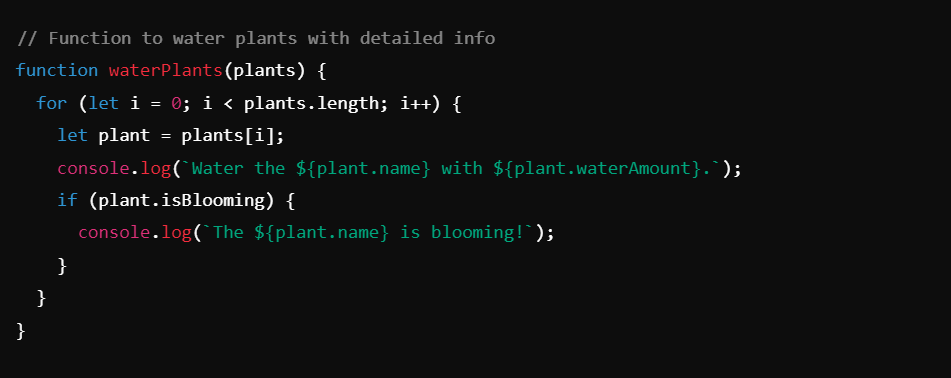 // Function to water plants with detailed info
function waterPlants(plants) {
  for (let i = 0; i < plants.length; i++) {
    let plant = plants[i];
    console.log(`Water the ${plant.name} with ${plant.waterAmount}.`);
    if (plant.isBlooming) {
      console.log(`The ${plant.name} is blooming!`);
    }
  }
}